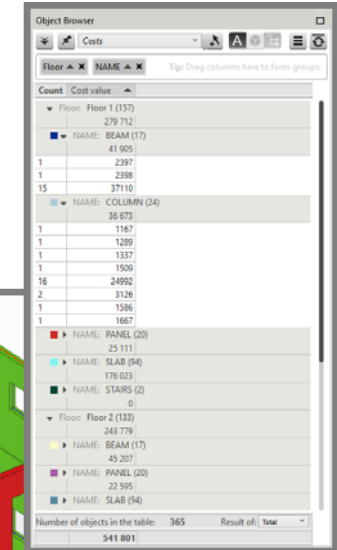 Object Browser
Costs
A
Floor NAME Tip: Drag columns here to form groups.
Count Cost value
Floor: Floor 1 (157)
279 712
NAME: BEAM (17)
41 905
1 2397
1 2398
15 37110
NAME: COLUMN (24)
36 673
1 1167
1 1289
1 1337
1 1509
16 24992
2 3126
1 1586
1 1667
NAME: PANEL (20)
25 111
NAME: SLAB (94)
176 023
NAME: STAIRS (2)
0
Floor: Floor 2 (133)
243 779
NAME: BEAM (17)
45 207
NAME: PANEL (20)
22 595
NAME: SLAB (94)
Number of objects in the table: 365 Result of: Total
541 801